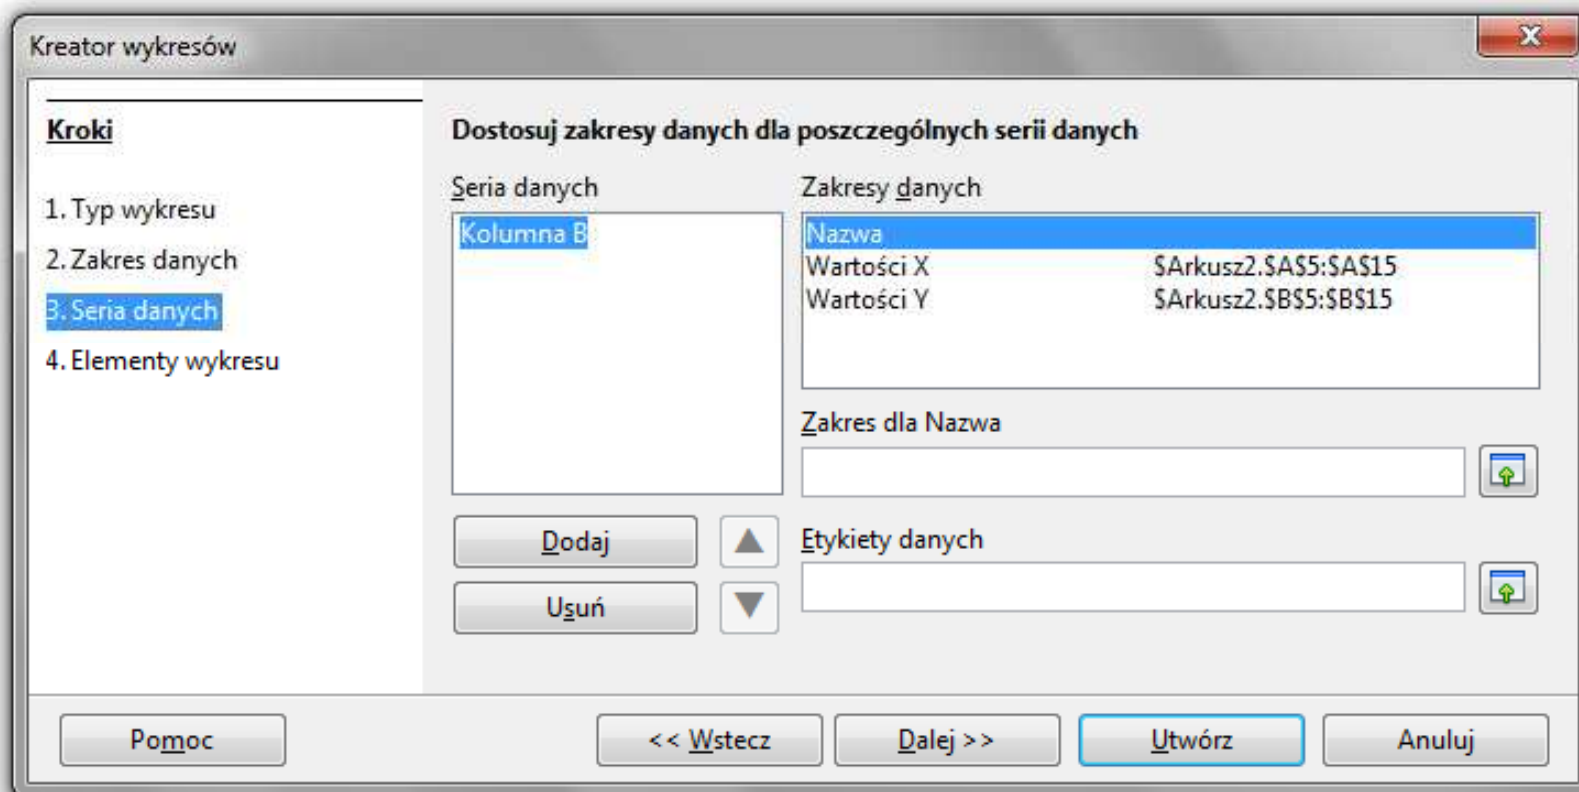 Kreator wykresów
Kroki
1. Typ wykresu
2. Zakres danych
3. Seria danych
4. Elementy wykresu
Dostosuj zakresy danych dla poszczególnych serii danych
Seria danych
Kolumna B
Dodaj
Usuń
Zakresy danych
Nazwa
Wartości X $Arkusz2.$A$5:$A$15
Wartości Y $Arkusz2.$B$5:$B$15
Zakres dla Nazwa
Etykiety danych
Pomoc << Wstecz Dalej >> Utwórz Anuluj